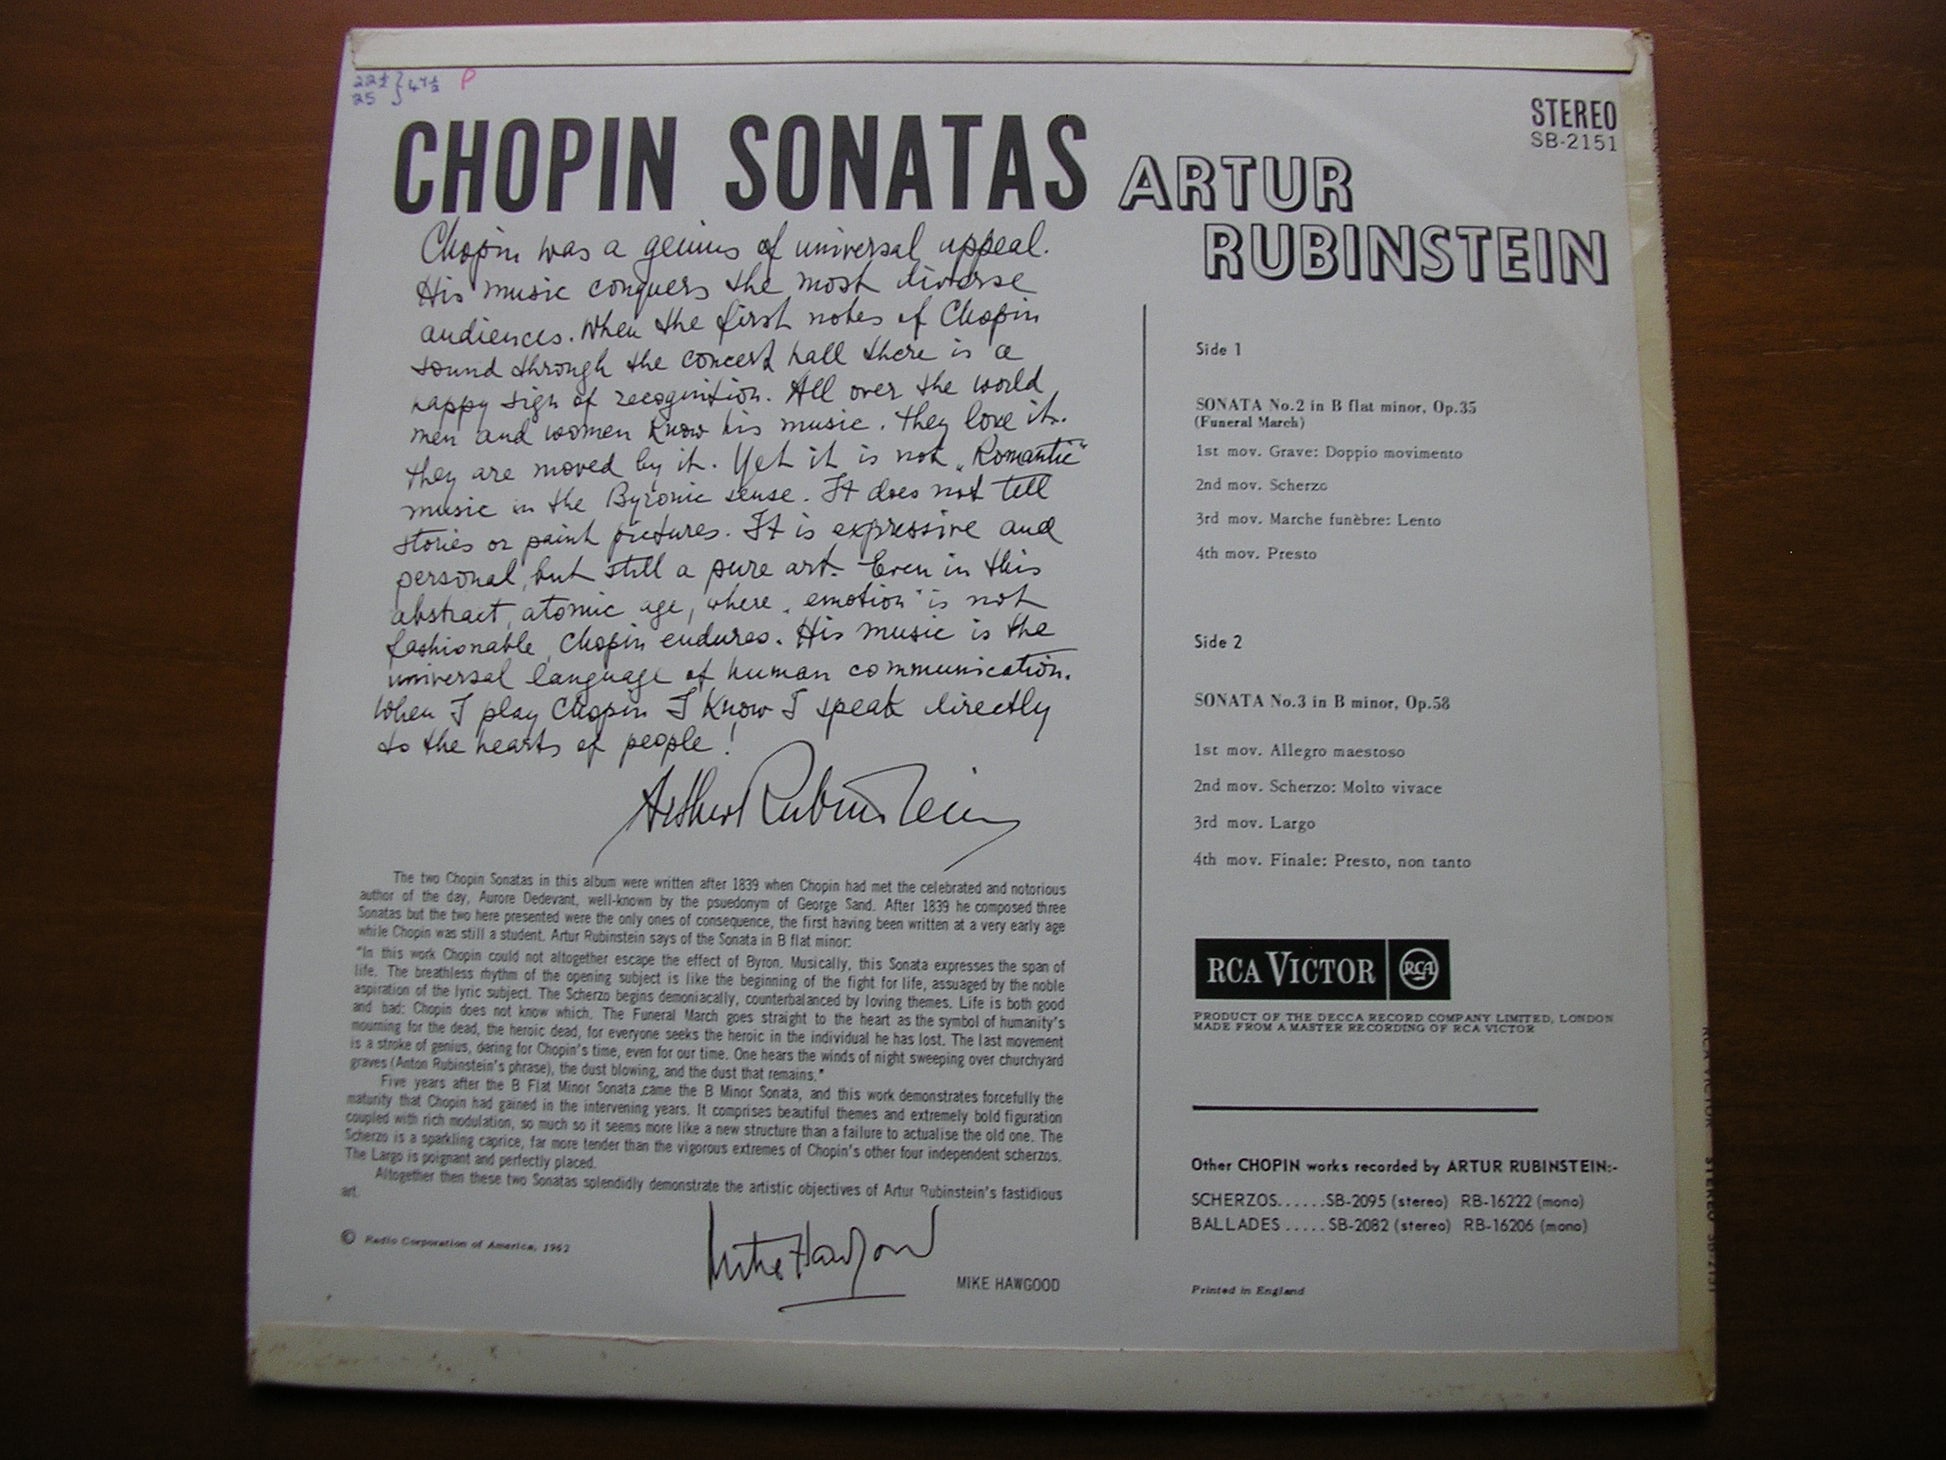 22½ } 47½ P
25
STEREO
SB-2151
CHOPIN SONATAS
ARTUR
RUBINSTEIN
Chopin was a genius of universal appeal.
His music conquers the most diverse
audiences. When the first notes of Chopin
sound through the concert hall there is a
happy sign of recognition. All over the world
men and women know his music. They love it.
They are moved by it. Yet it is not „Romantic"
music in the Byronic sense. It does not tell
stories or paint pictures. It is expressive and
personal, but still a pure art. Even in this
abstract, atomic age, where „emotion" is not
fashionable, Chopin endures. His music is the
universal language of human communication.
When I play Chopin I know I speak directly
to the hearts of people!
Arthur Rubinstein
The two Chopin Sonatas in this album were written after 1839 when Chopin had met the celebrated and notorious
author of the day, Aurore Dedevant, well-known by the psuedonym of George Sand. After 1839 he composed three
Sonatas but the two here presented were the only ones of consequence, the first having been written at a very early age
while Chopin was still a student. Artur Rubinstein says of the Sonata in B flat minor:
"In this work Chopin could not altogether escape the effect of Byron. Musically, this Sonata expresses the span of
life. The breathless rhythm of the opening subject is like the beginning of the fight for life, assuaged by the noble
aspiration of the lyric subject. The Scherzo begins demoniacally, counterbalanced by loving themes. Life is both good
and bad: Chopin does not know which. The Funeral March goes straight to the heart as the symbol of humanity's
mourning for the dead, the heroic dead, for everyone seeks the heroic in the individual he has lost. The last movement
is a stroke of genius, daring for Chopin's time, even for our time. One hears the winds of night sweeping over churchyard
graves (Anton Rubinstein's phrase), the dust blowing, and the dust that remains."
Five years after the B Flat Minor Sonata came the B Minor Sonata, and this work demonstrates forcefully the
maturity that Chopin had gained in the intervening years. It comprises beautiful themes and extremely bold figuration
coupled with rich modulation, so much so it seems more like a new structure than a failure to actualise the old one. The
Scherzo is a sparkling caprice, far more tender than the vigorous extremes of Chopin's other four independent scherzos.
The Largo is poignant and perfectly placed.
Altogether then these two Sonatas splendidly demonstrate the artistic objectives of Artur Rubinstein's fastidious
art.
© Radio Corporation of America, 1962
Mike Hawgood
MIKE HAWGOOD
Side 1
SONATA No.2 in B flat minor, Op.35
(Funeral March)
1st mov. Grave: Doppio movimento
2nd mov. Scherzo
3rd mov. Marche funèbre: Lento
4th mov. Presto
Side 2
SONATA No.3 in B minor, Op.58
1st mov. Allegro maestoso
2nd mov. Scherzo: Molto vivace
3rd mov. Largo
4th mov. Finale: Presto, non tanto
RCA VICTOR RCA
PRODUCT OF THE DECCA RECORD COMPANY LIMITED, LONDON
MADE FROM A MASTER RECORDING OF RCA VICTOR
Other CHOPIN works recorded by ARTUR RUBINSTEIN:-
SCHERZOS......SB-2095 (stereo) RB-16222 (mono)
BALLADES .....SB-2082 (stereo) RB-16206 (mono)
Printed in England
RCA VICTOR STEREO SB-2151